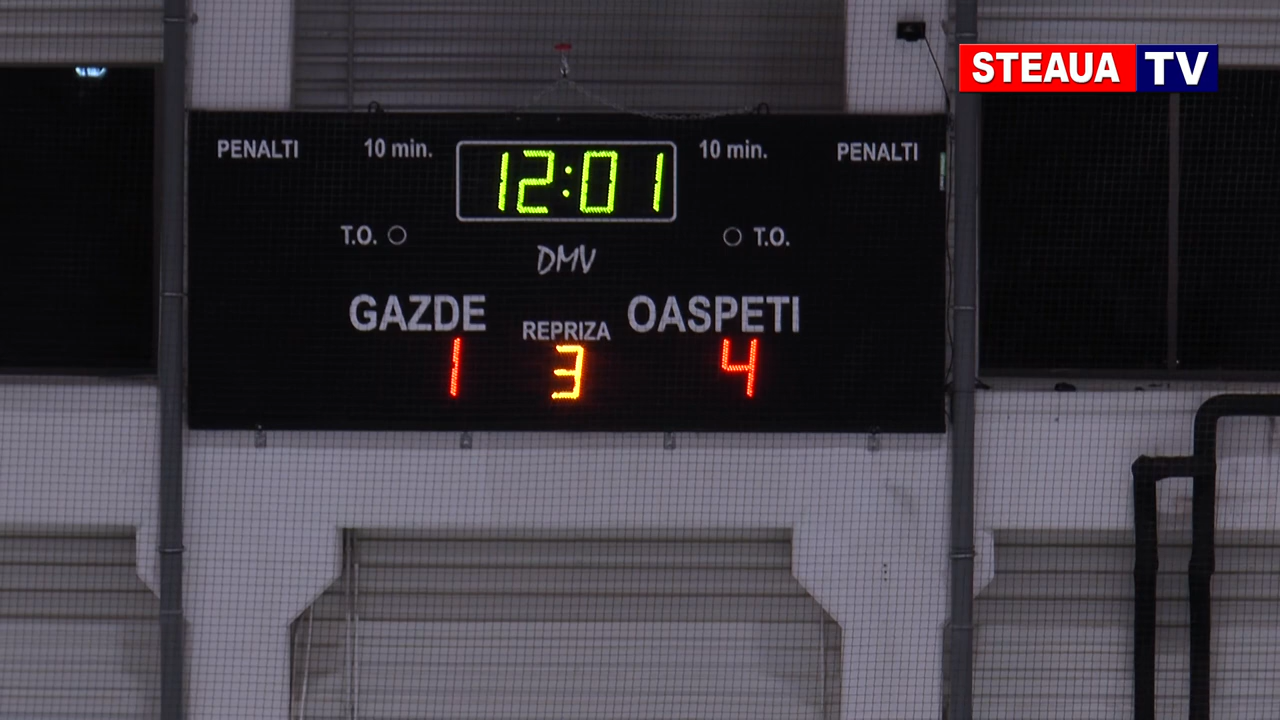 STEAUA TV
PENALTI 10 min. 12:01 10 min. PENALTI
T.O. T.O.
DMV
GAZDE REPRIZA OASPETI
1 3 4